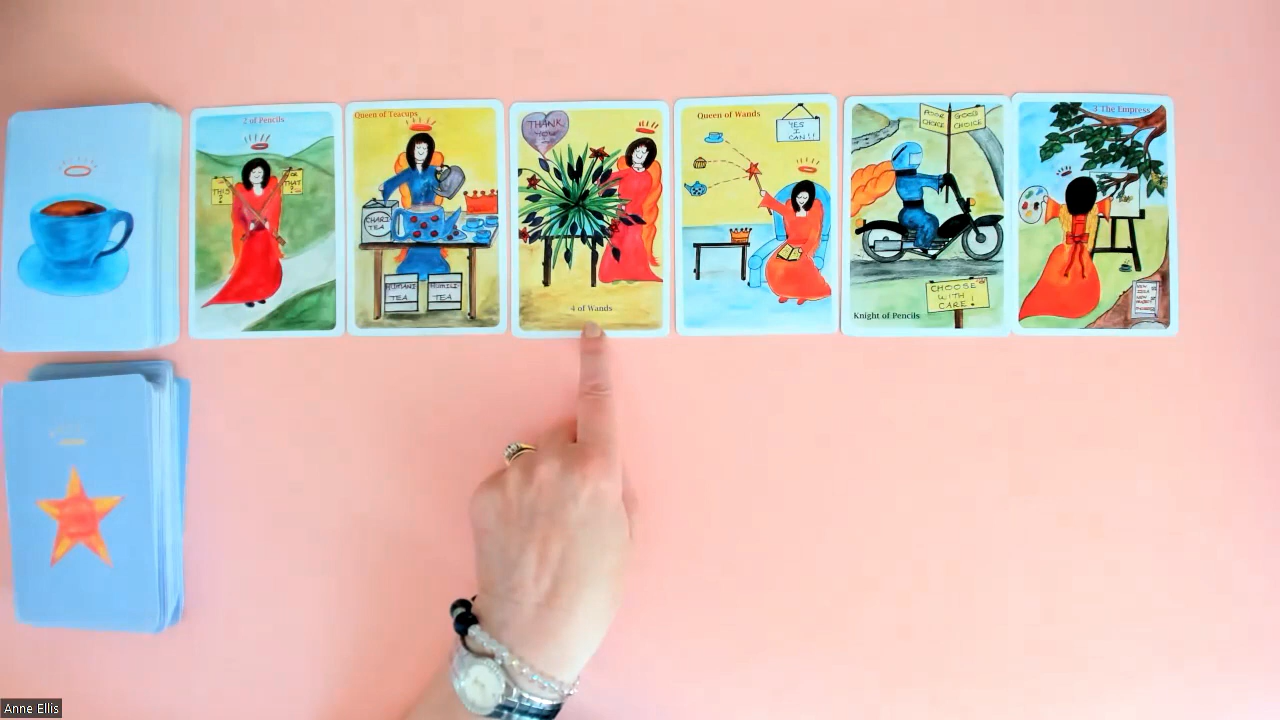 2 of Pencils
THIS
?
OR
THAT
?
Queen of Teacups
CHARI
TEA
HUMANI
TEA
HUMILI
TEA
THANK
YOU
4 of Wands
Queen of Wands
YES
I
CAN!!
POOR
CHOICE
GOOD
CHOICE
CHOOSE
WITH
CARE!
Knight of Pencils
3 The Empress
Anne Ellis